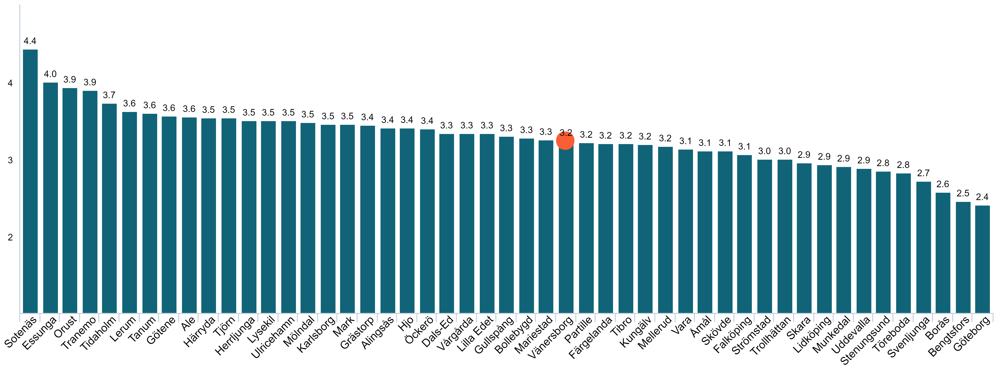 4.4
4.0
3.9
3.9
3.7
3.6
3.6
3.6
3.6
3.5
3.5
3.5
3.5
3.5
3.5
3.5
3.5
3.4
3.4
3.4
3.4
3.3
3.3
3.3
3.3
3.3
3.3
3.2
3.2
3.2
3.2
3.2
3.2
3.1
3.1
3.1
3.1
3.0
3.0
2.9
2.9
2.9
2.9
2.8
2.8
2.7
2.6
2.5
2.4
4
3
2
Sotenäs
Essunga
Orust
Tranemo
Tidaholm
Lerum
Tanum
Götene
Ale
Härryda
Tjörn
Herrljunga
Lysekil
Ulricehamn
Mölndal
Karlsborg
Mark
Grästorp
Alingsås
Hjo
Öckerö
Dals-Ed
Vårgårda
Lilla Edet
Gullspång
Bollebygd
Mariestad
Vänersborg
Partille
Färgelanda
Tibro
Kungälv
Mellerud
Vara
Åmål
Skövde
Falköping
Strömstad
Trollhättan
Skara
Lidköping
Munkedal
Uddevalla
Stenungsund
Töreboda
Svenljunga
Borås
Bengtsfors
Göteborg